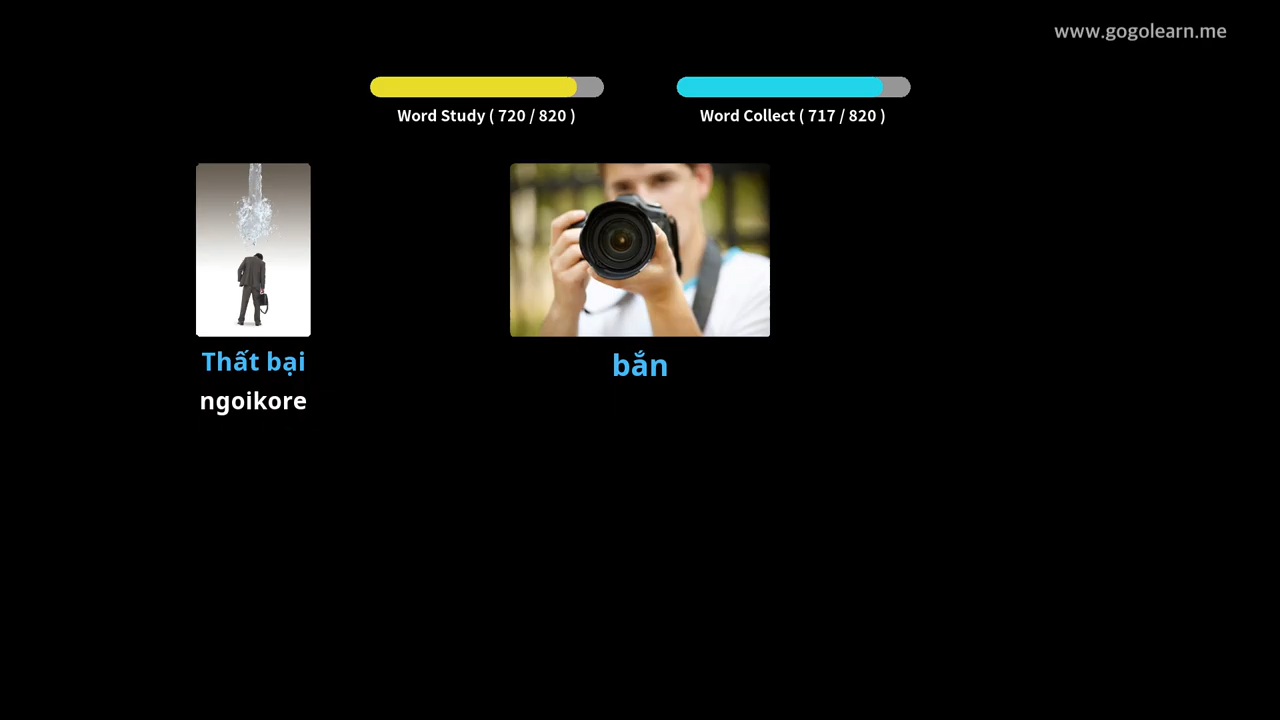 www.gogolearn.me
Word Study ( 720 / 820 )
Word Collect ( 717 / 820 )
Thất bại
ngoikore
bắn